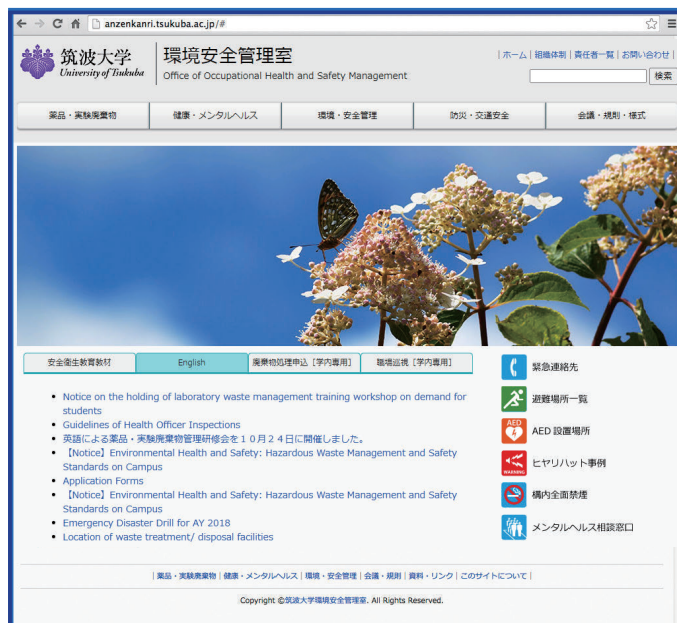 anzenkanri.tsukuba.ac.jp/#
筑波大学
University of Tsukuba
環境安全管理室
Office of Occupational Health and Safety Management
|ホーム|組織体制|責任者一覧|お問い合わせ|
検索
薬品・実験廃棄物
健康・メンタルヘルス
環境・安全管理
防災・交通安全
会議・規則・様式
安全衛生教育教材
English
廃棄物処理申込［学内専用］
職場巡視［学内専用］
• Notice on the holding of laboratory waste management training workshop on demand for
students
• Guidelines of Health Officer Inspections
• 英語による薬品・実験廃棄物管理研修会を１０月２４日に開催しました。
• 【Notice】Environmental Health and Safety: Hazardous Waste Management and Safety
Standards on Campus
• Application Forms
• 【Notice】Environmental Health and Safety: Hazardous Waste Management and Safety
Standards on Campus
• Emergency Disaster Drill for AY 2018
• Location of waste treatment/ disposal facilities
緊急連絡先
避難場所一覧
AED
AED 設置場所
WARNING
ヒヤリハット事例
構内全面禁煙
メンタルヘルス相談窓口
|薬品・実験廃棄物|健康・メンタルヘルス|環境・安全管理|会議・規則|資料・リンク|このサイトについて|
Copyright ©筑波大学環境安全管理室. All Rights Reserved.